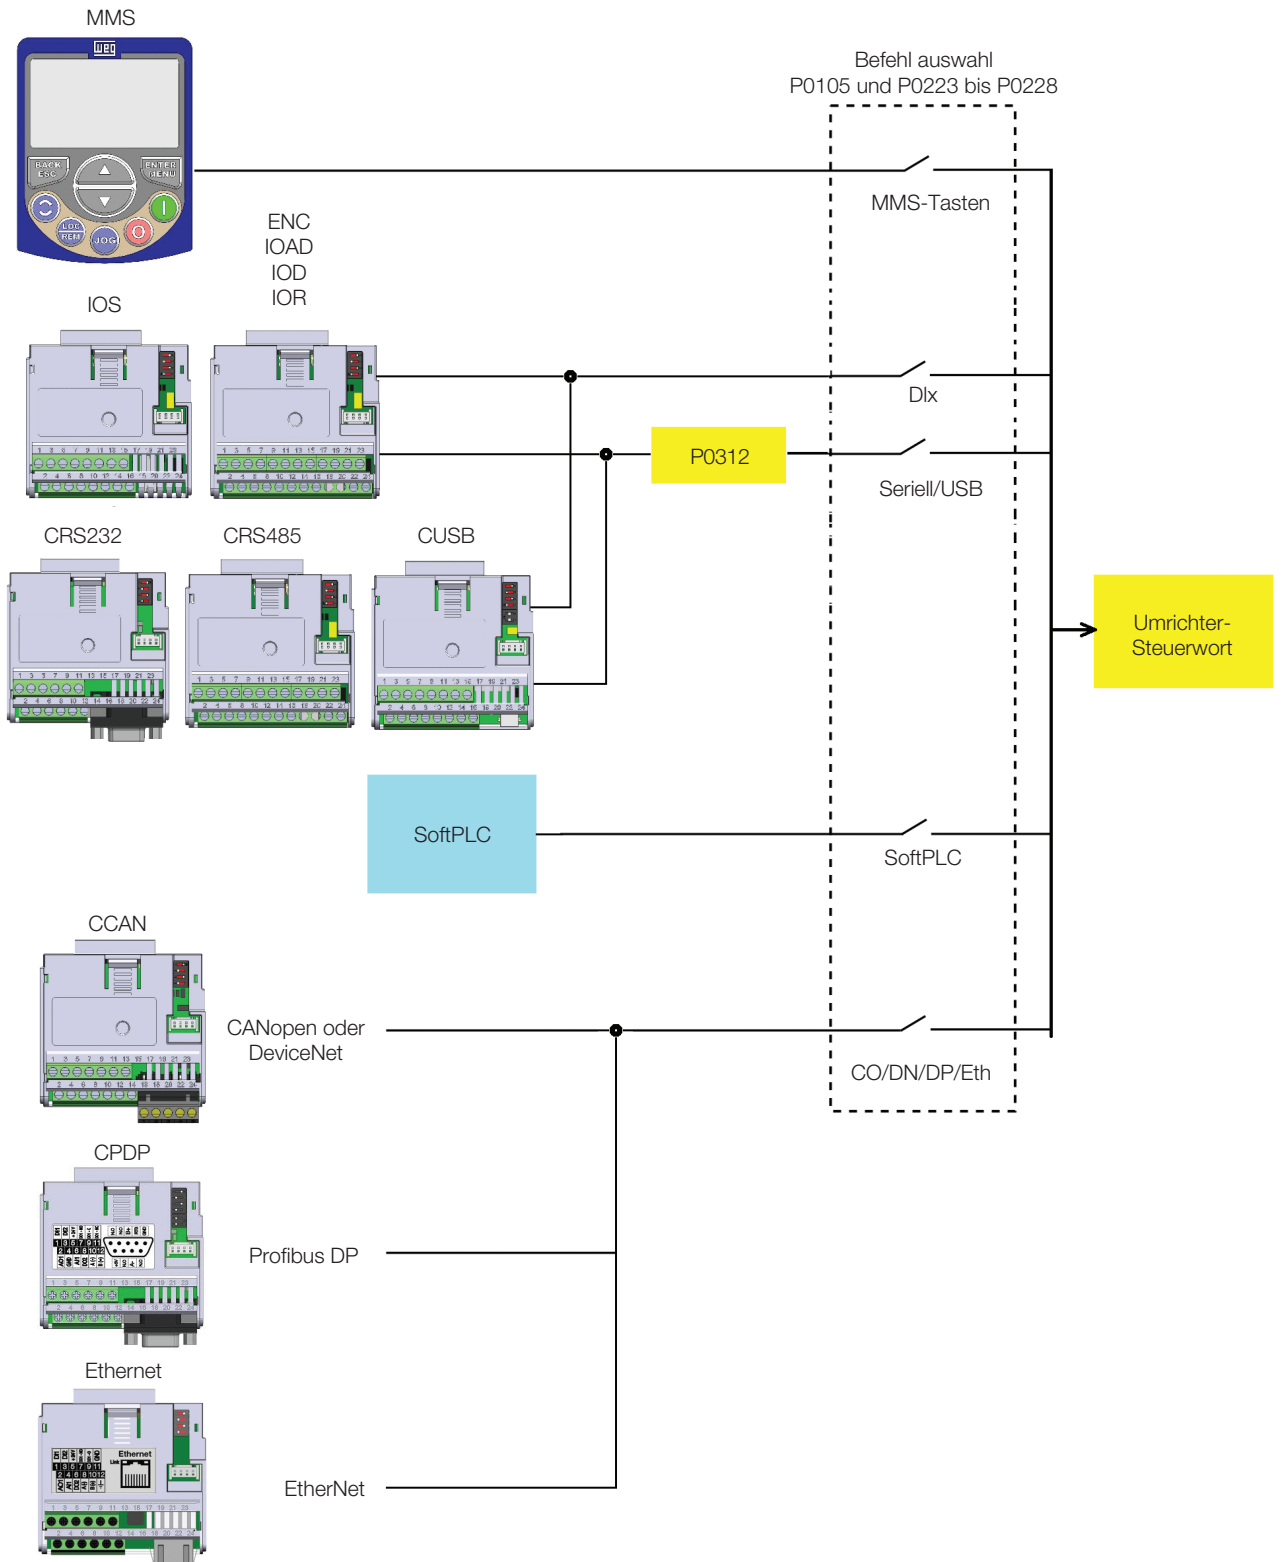 MMS
weg
BACK
ESC
ENTER
MENU
LOC
REM
JOG
Befehl auswahl
P0105 und P0223 bis P0228
MMS-Tasten
ENC
IOAD
IOD
IOR
IOS
DIx
P0312
Seriell/USB
CRS232
CRS485
CUSB
Umrichter-
Steuerwort
SoftPLC
SoftPLC
CCAN
CANopen oder
DeviceNet
CO/DN/DP/Eth
CPDP
Profibus DP
Ethernet
Ethernet
Link
EtherNet